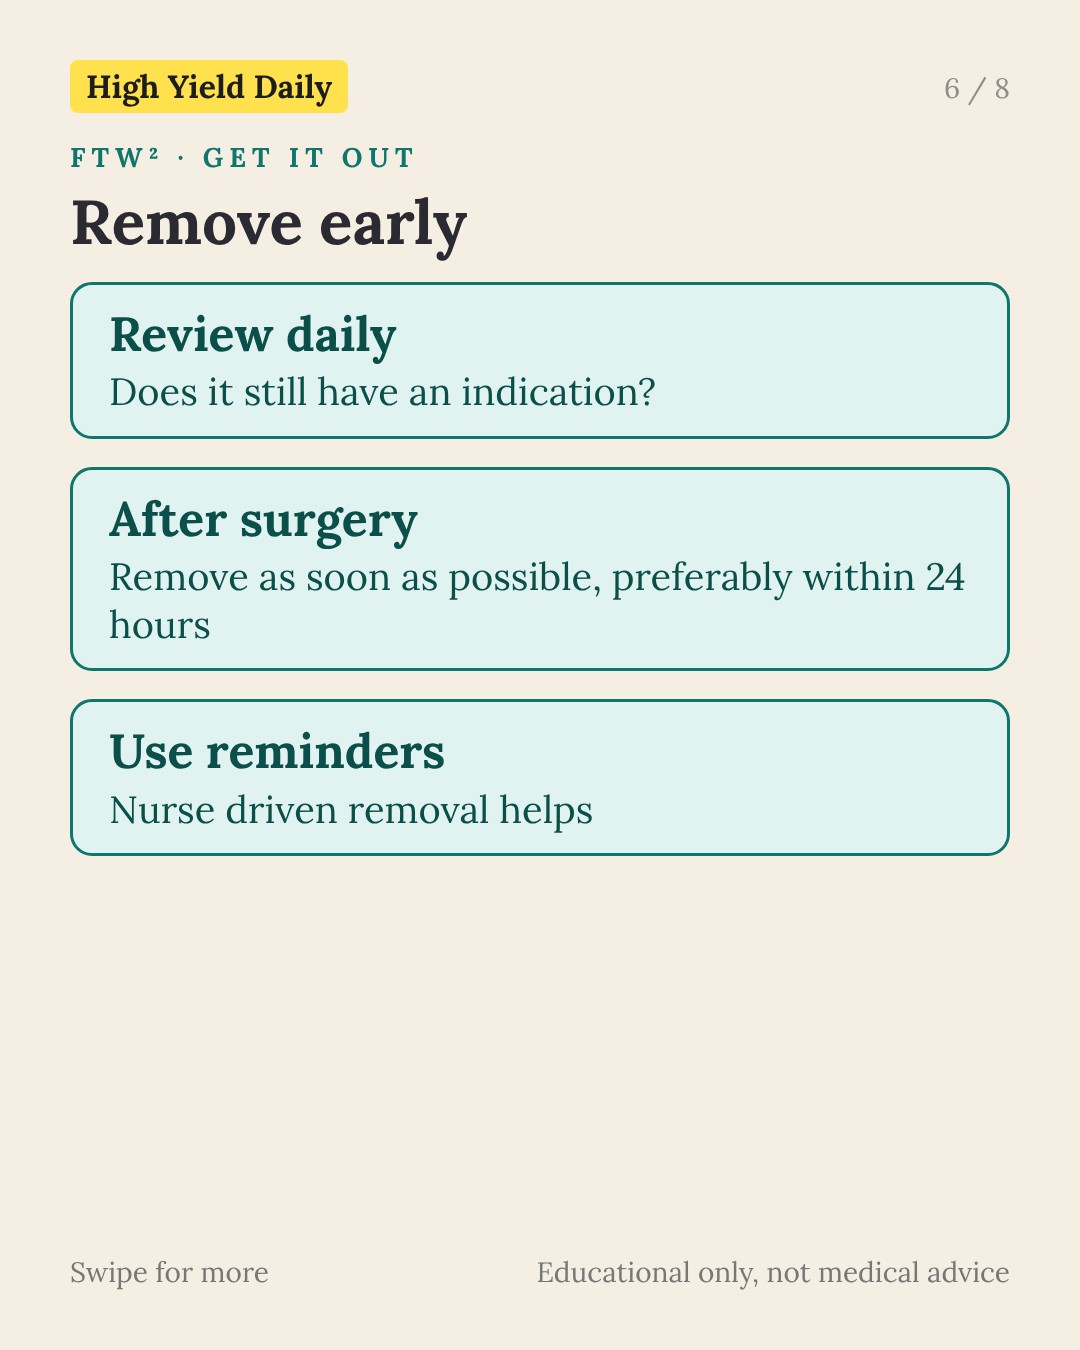 High Yield Daily
6 / 8
FTW² · GET IT OUT
Remove early
Review daily
Does it still have an indication?
After surgery
Remove as soon as possible, preferably within 24
hours
Use reminders
Nurse driven removal helps
Swipe for more
Educational only, not medical advice